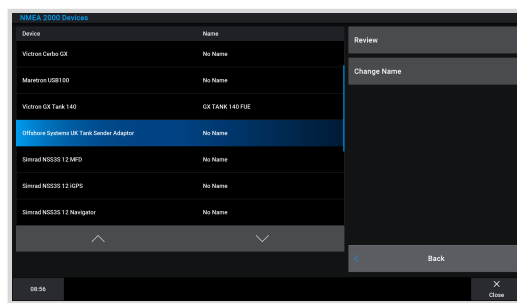 NMEA 2000 Devices
Device Name
Victron Cerbo GX No Name
Maretron USB100 No Name
Victron GX Tank 140 GX TANK 140 FUE
Offshore Systems UK Tank Sender Adaptor No Name
Simrad NSS3S 12 MFD No Name
Simrad NSS3S 12 iGPS No Name
Simrad NSS3S 12 Navigator No Name
Review
Change Name
Back
08:56
Close